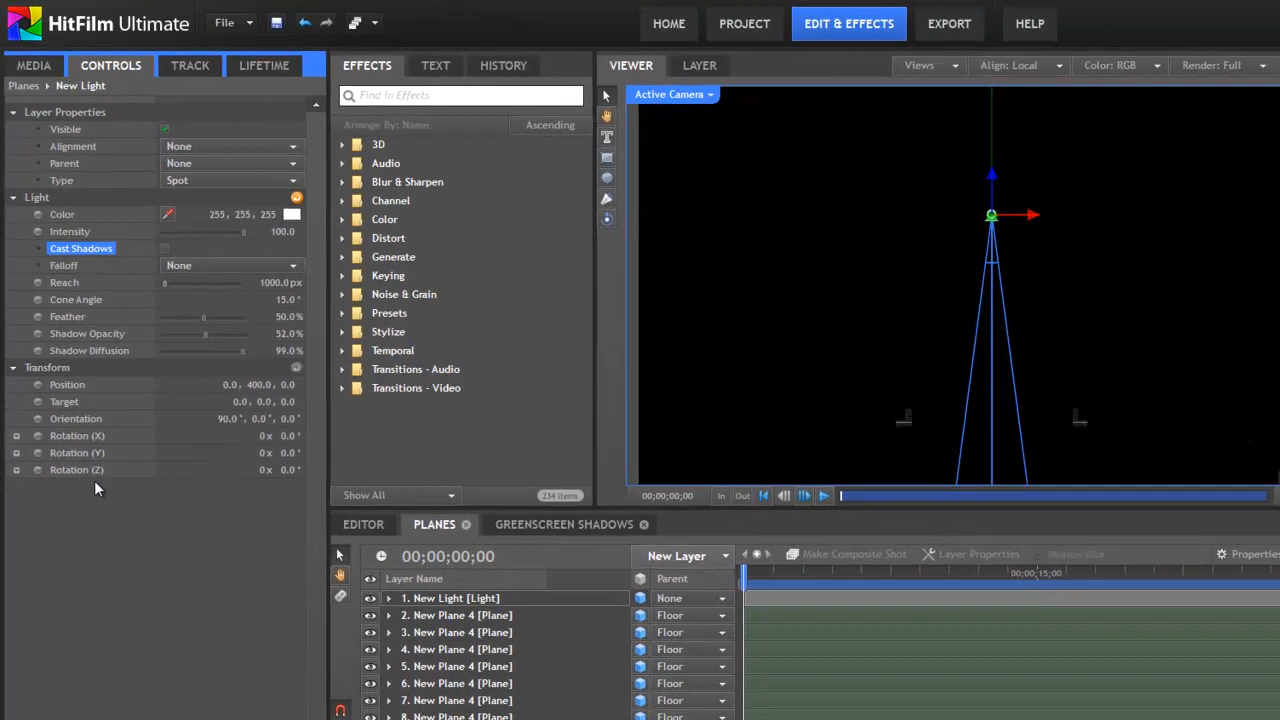 HitFilm Ultimate
File
HOME
PROJECT
EDIT & EFFECTS
EXPORT
HELP
MEDIA
CONTROLS
TRACK
LIFETIME
Planes
New Light
Layer Properties
Visible
Alignment
None
Parent
None
Type
Spot
Light
Color
255, 255, 255
Intensity
100.0
Cast Shadows
Falloff
None
Reach
1000.0 px
Cone Angle
15.0 °
Feather
50.0 %
Shadow Opacity
52.0 %
Shadow Diffusion
99.0 %
Transform
Position
0.0, 400.0, 0.0
Target
0.0, 0.0, 0.0
Orientation
90.0 °, 0.0 °, 0.0 °
Rotation (X)
0 x 0.0 °
Rotation (Y)
0 x 0.0 °
Rotation (Z)
0 x 0.0 °
EFFECTS
TEXT
HISTORY
Find in Effects
Arrange By: Name
Ascending
3D
Audio
Blur & Sharpen
Channel
Color
Distort
Generate
Keying
Noise & Grain
Presets
Stylize
Temporal
Transitions - Audio
Transitions - Video
Show All
234 items
VIEWER
LAYER
Views
Align: Local
Color: RGB
Render: Full
Active Camera
00;00;00;00
In
Out
EDITOR
PLANES
GREENSCREEN SHADOWS
00;00;00;00
New Layer
Make Composite Shot
Layer Properties
Motion Blur
Properties
Layer Name
Parent
00;00;15;00
1. New Light [Light]
None
2. New Plane 4 [Plane]
Floor
3. New Plane 4 [Plane]
Floor
4. New Plane 4 [Plane]
Floor
5. New Plane 4 [Plane]
Floor
6. New Plane 4 [Plane]
Floor
7. New Plane 4 [Plane]
Floor
8. New Plane 4 [Plane]
Floor